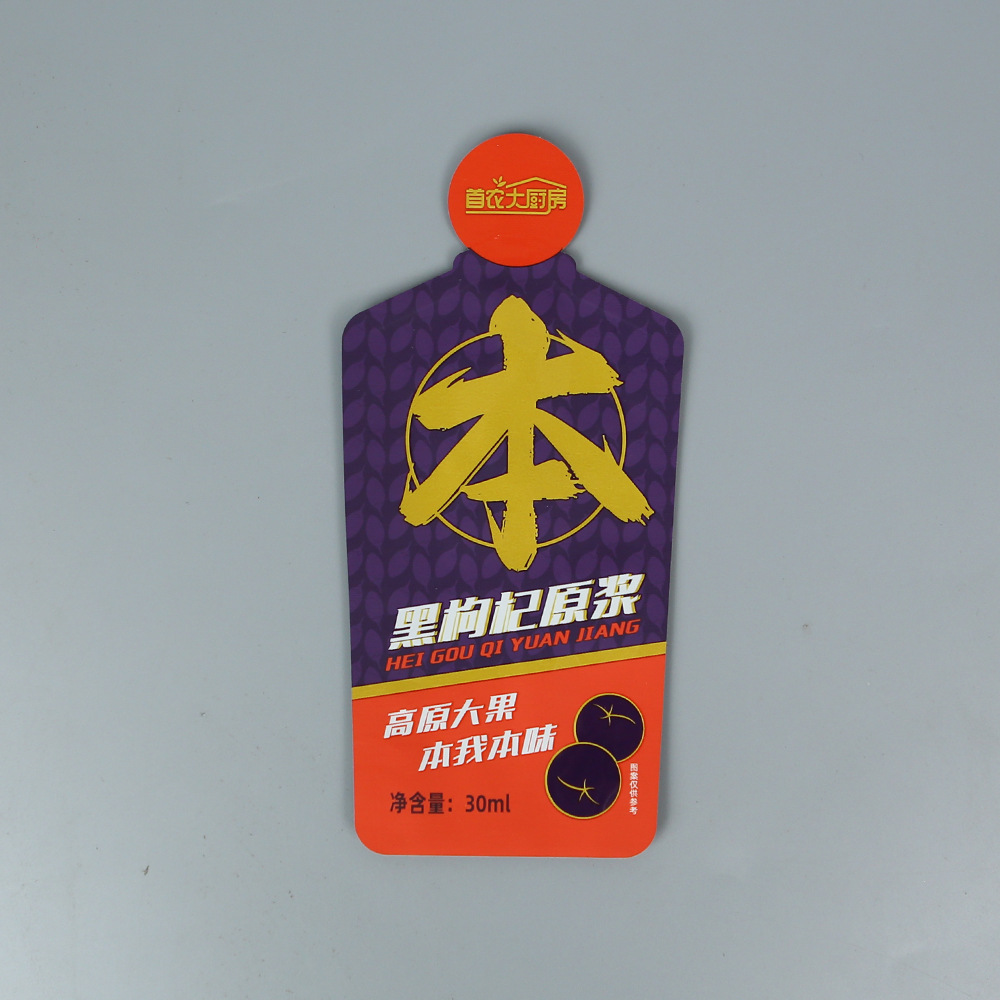 首农大厨房
本
黑枸杞原浆
HEI GOU QI YUAN JIANG
高原大果
本我本味
净含量：30ml
图案仅供参考